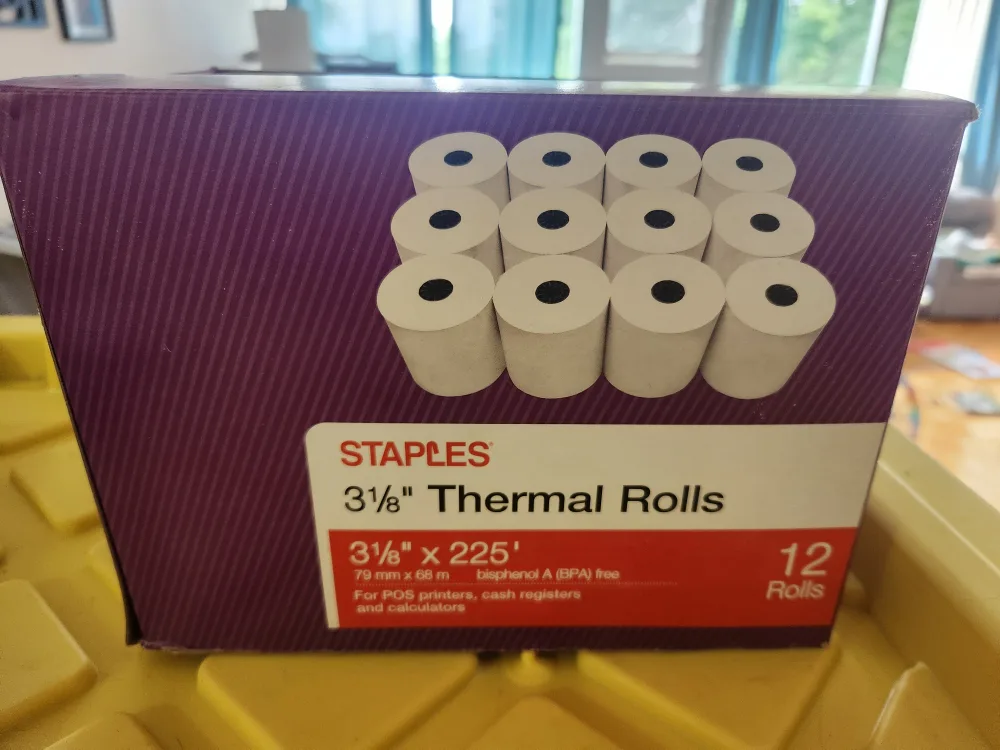 STAPLES®
3⅛" Thermal Rolls
3⅛" x 225'
79 mm x 68 m bisphenol A (BPA) free
For POS printers, cash registers
and calculators
12
Rolls